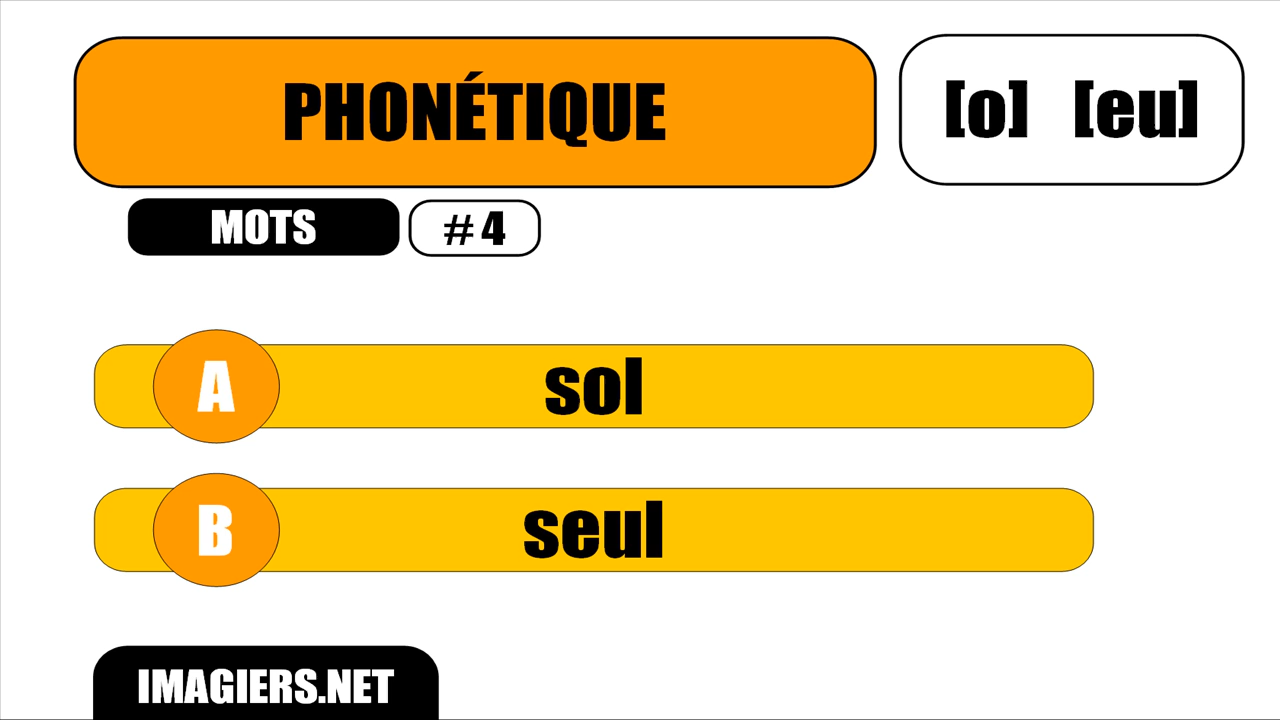 PHONÉTIQUE
[o] [eu]
MOTS
# 4
A sol
B seul
IMAGIERS.NET